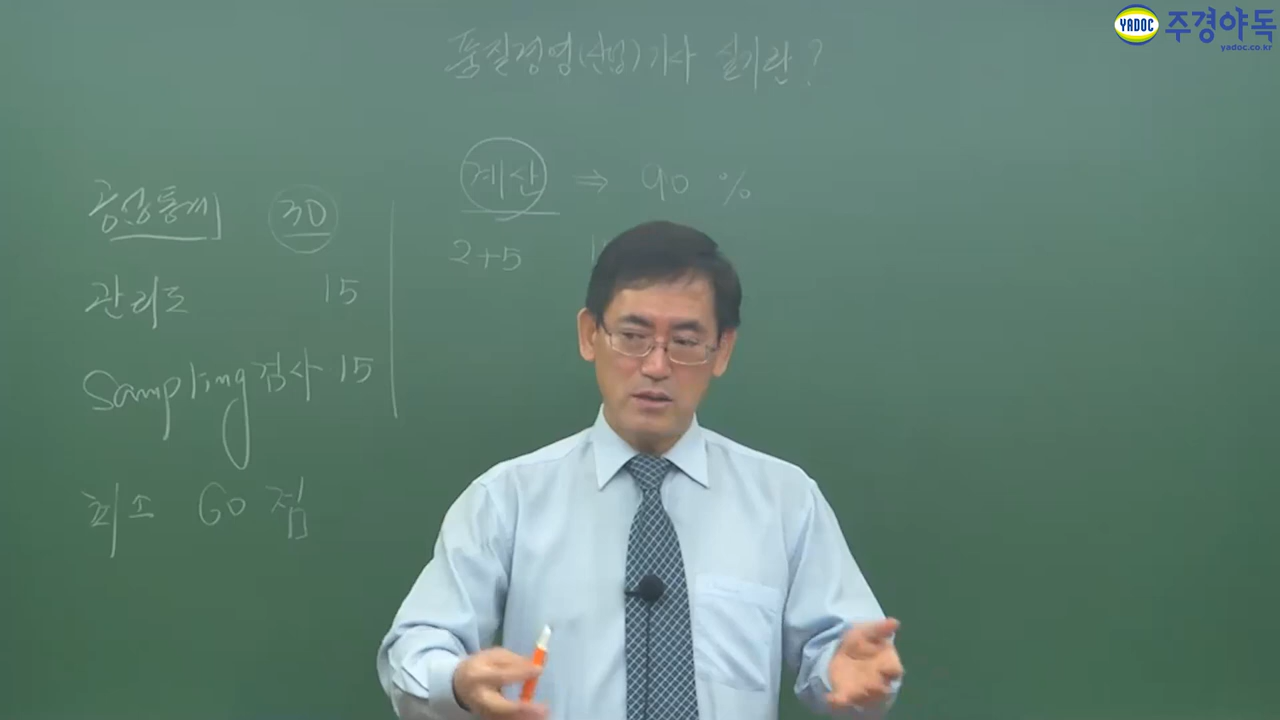 품질경영(산업)기사 실기란?
계산 ⇒ 90 %
2+5
공업통계 30
관리도 15
Sampling검사 15
최소 60점
YADOC 주경야독
yadoc.co.kr